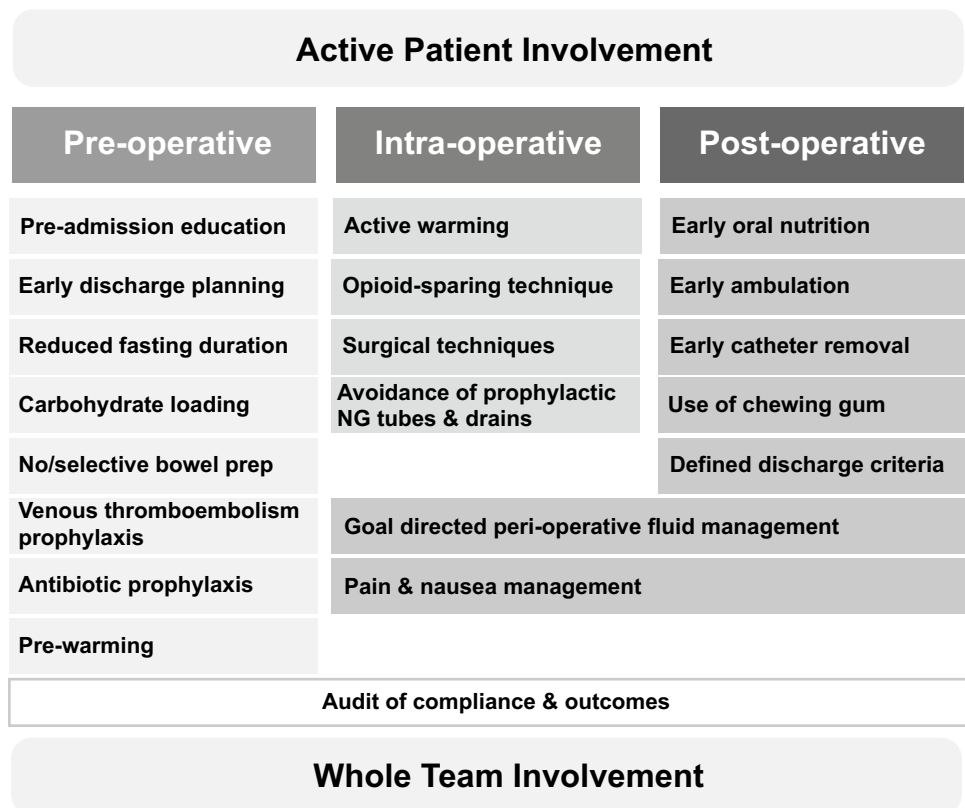 Active Patient Involvement
Pre-operative
Intra-operative
Post-operative
Pre-admission education
Active warming
Early oral nutrition
Early discharge planning
Opioid-sparing technique
Early ambulation
Reduced fasting duration
Surgical techniques
Early catheter removal
Carbohydrate loading
Avoidance of prophylactic
NG tubes & drains
Use of chewing gum
No/selective bowel prep
Defined discharge criteria
Venous thromboembolism
prophylaxis
Goal directed peri-operative fluid management
Antibiotic prophylaxis
Pain & nausea management
Pre-warming
Audit of compliance & outcomes
Whole Team Involvement